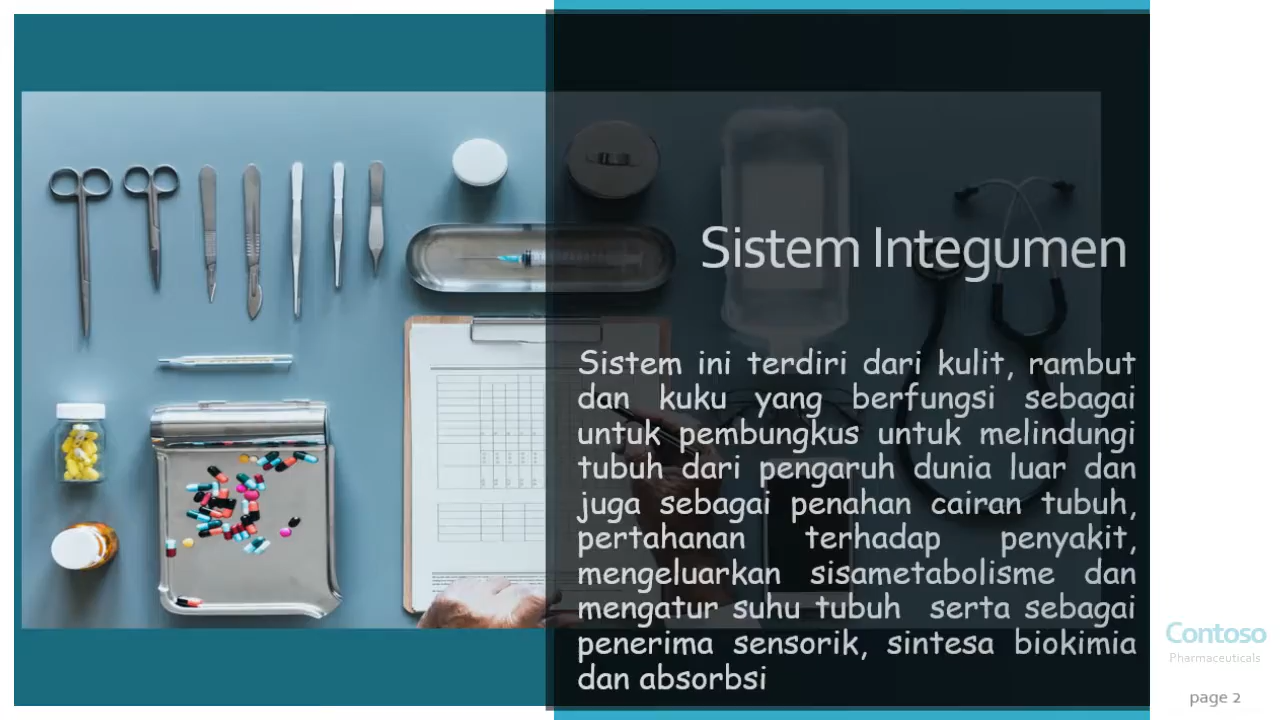 Sistem Integumen
Sistem ini terdiri dari kulit, rambut
dan kuku yang berfungsi sebagai
untuk pembungkus untuk melindungi
tubuh dari pengaruh dunia luar dan
juga sebagai penahan cairan tubuh,
pertahanan terhadap penyakit,
mengeluarkan sisametabolisme dan
mengatur suhu tubuh serta sebagai
penerima sensorik, sintesa biokimia
dan absorbsi
Contoso
Pharmaceuticals
page 2